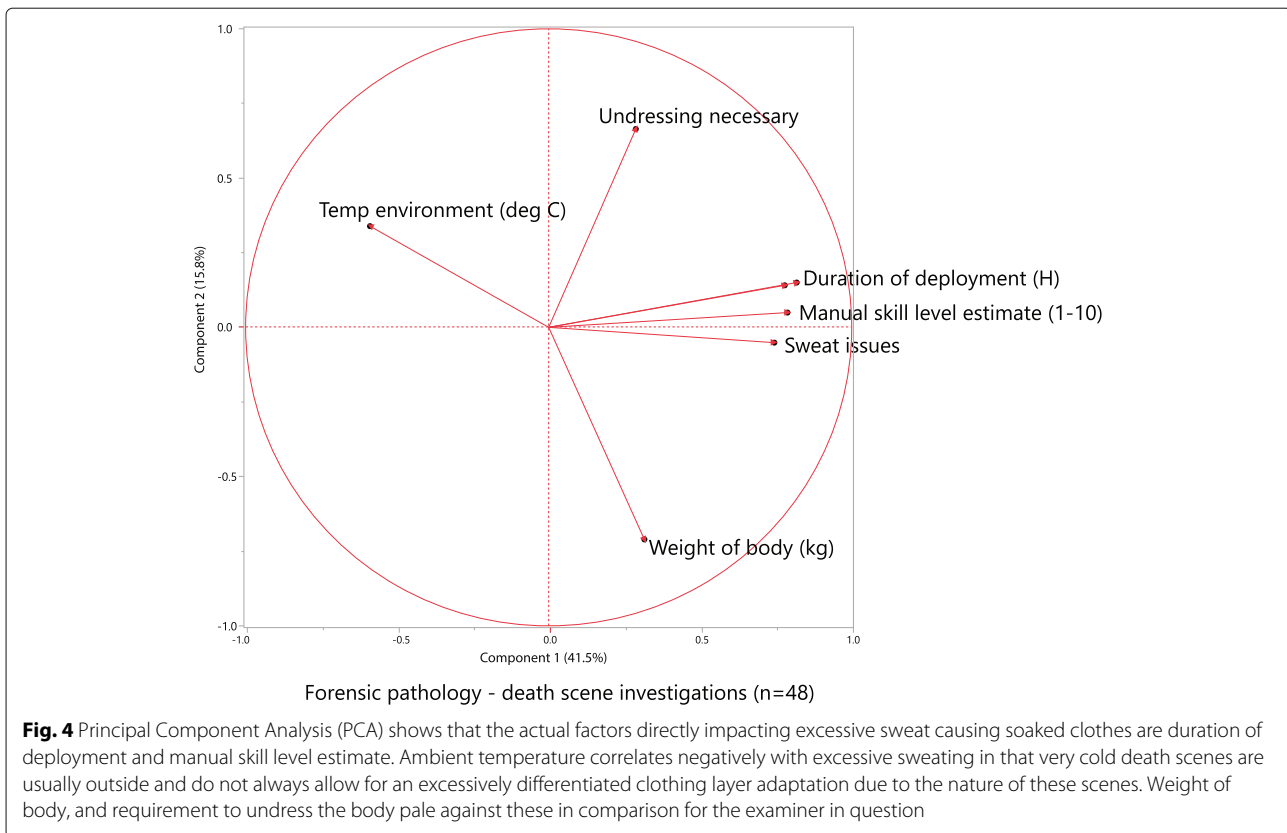 1.0
Undressing necessary
0.5
Temp environment (deg C)
Duration of deployment (H)
Component 2 (15.8%)
0.0
Manual skill level estimate (1-10)
Sweat issues
-0.5
Weight of body (kg)
-1.0
-1.0 -0.5 0.0 0.5 1.0
Component 1 (41.5%)
Forensic pathology - death scene investigations (n=48)
Fig. 4 Principal Component Analysis (PCA) shows that the actual factors directly impacting excessive sweat causing soaked clothes are duration of
deployment and manual skill level estimate. Ambient temperature correlates negatively with excessive sweating in that very cold death scenes are
usually outside and do not always allow for an excessively differentiated clothing layer adaptation due to the nature of these scenes. Weight of
body, and requirement to undress the body pale against these in comparison for the examiner in question